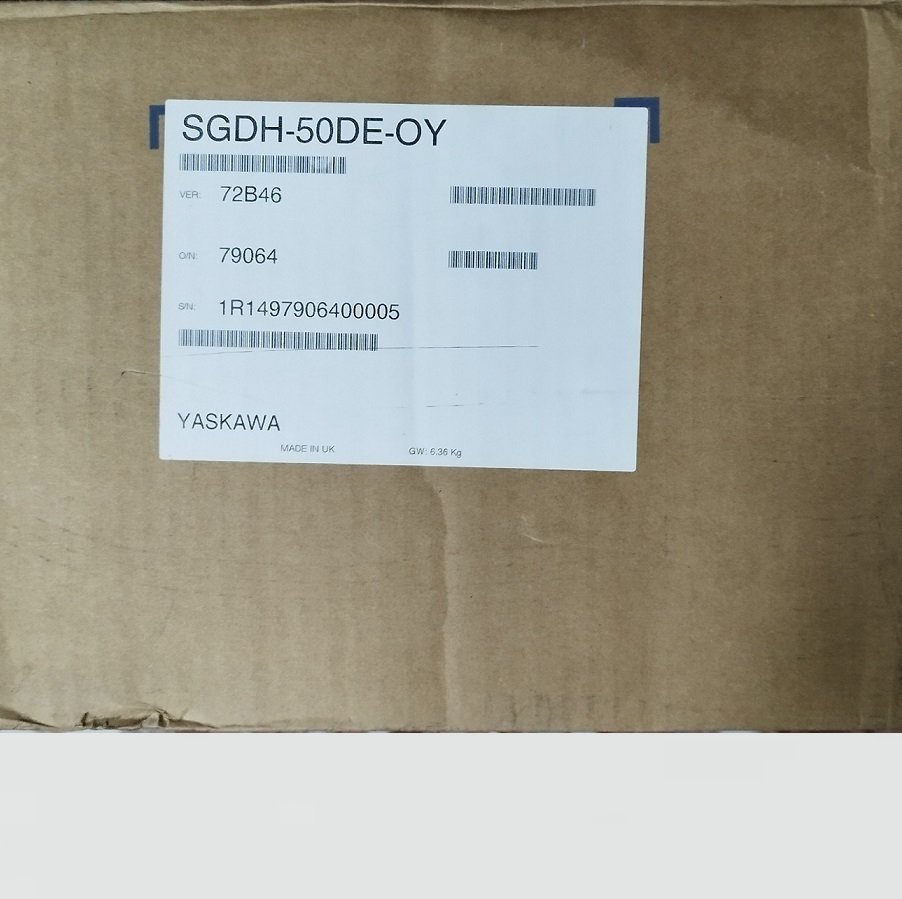 SGDH-50DE-OY
VER: 72B46
O/N: 79064
S/N: 1R1497906400005
YASKAWA
MADE IN UK GW: 6.36 Kg